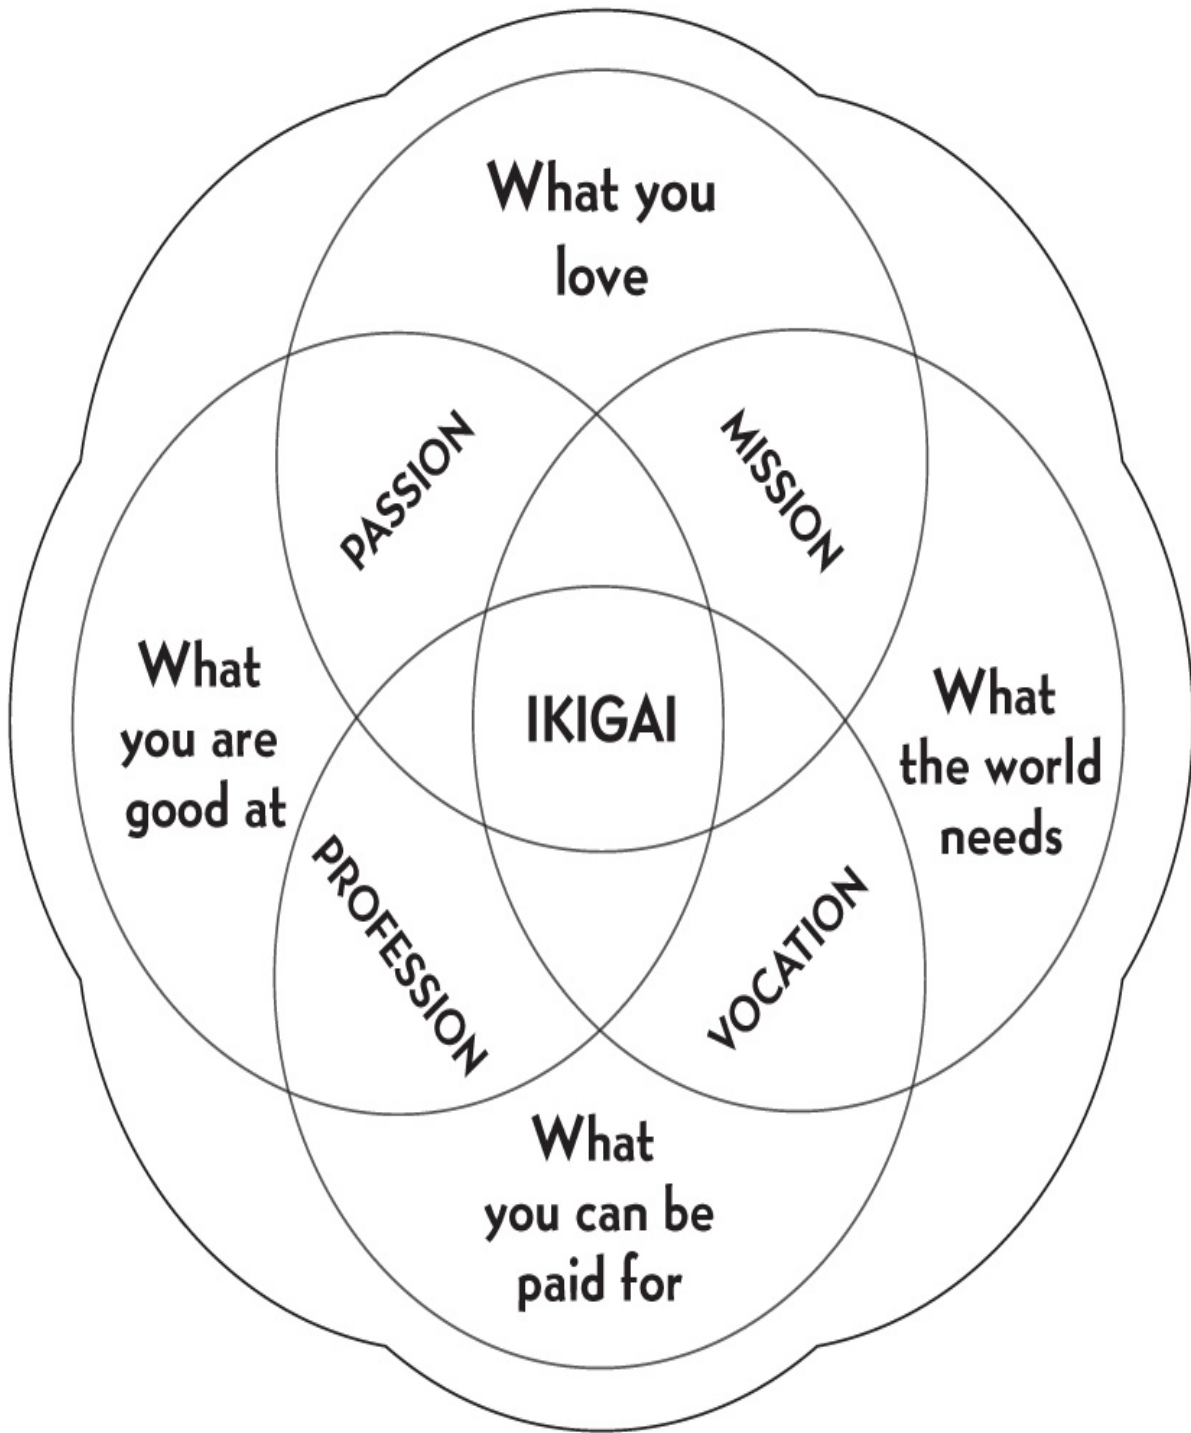 What you
love
PASSION
MISSION
What
you are
good at
IKIGAI
What
the world
needs
PROFESSION
VOCATION
What
you can be
paid for